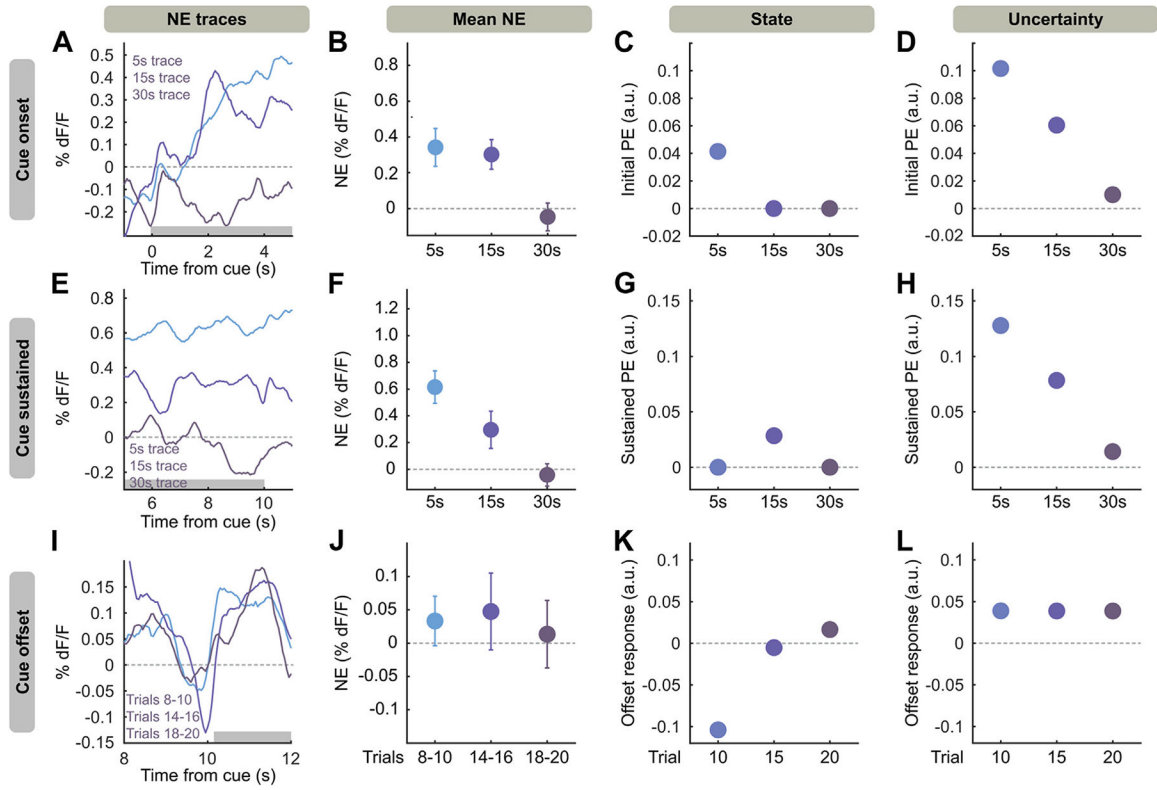 NE traces
Mean NE
State
Uncertainty
Cue onset
A
% dF/F
0.5
0.4
0.3
0.2
0.1
0
-0.1
-0.2
5s trace
15s trace
30s trace
0
2
4
Time from cue (s)
B
NE (% dF/F)
0.8
0.6
0.4
0.2
0
5s
15s
30s
C
Initial PE (a.u.)
0.1
0.08
0.06
0.04
0.02
0
-0.02
5s
15s
30s
D
Initial PE (a.u.)
0.1
0.08
0.06
0.04
0.02
0
-0.02
5s
15s
30s
Cue sustained
E
% dF/F
0.8
0.6
0.4
0.2
0
-0.2
5s trace
15s trace
30s trace
6
8
10
Time from cue (s)
F
NE (% dF/F)
1.2
1.0
0.8
0.6
0.4
0.2
0
5s
15s
30s
G
Sustained PE (a.u.)
0.15
0.1
0.05
0
5s
15s
30s
H
Sustained PE (a.u.)
0.15
0.1
0.05
0
5s
15s
30s
Cue offset
I
% dF/F
0.15
0.1
0.05
0
-0.05
-0.1
-0.15
Trials 8-10
Trials 14-16
Trials 18-20
8
10
12
Time from cue (s)
J
NE (% dF/F)
0.1
0.05
0
-0.05
-0.1
Trials
8-10
14-16
18-20
K
Offset response (a.u.)
0.1
0.05
0
-0.05
-0.1
Trial
10
15
20
L
Offset response (a.u.)
0.1
0.05
0
-0.05
-0.1
Trial
10
15
20